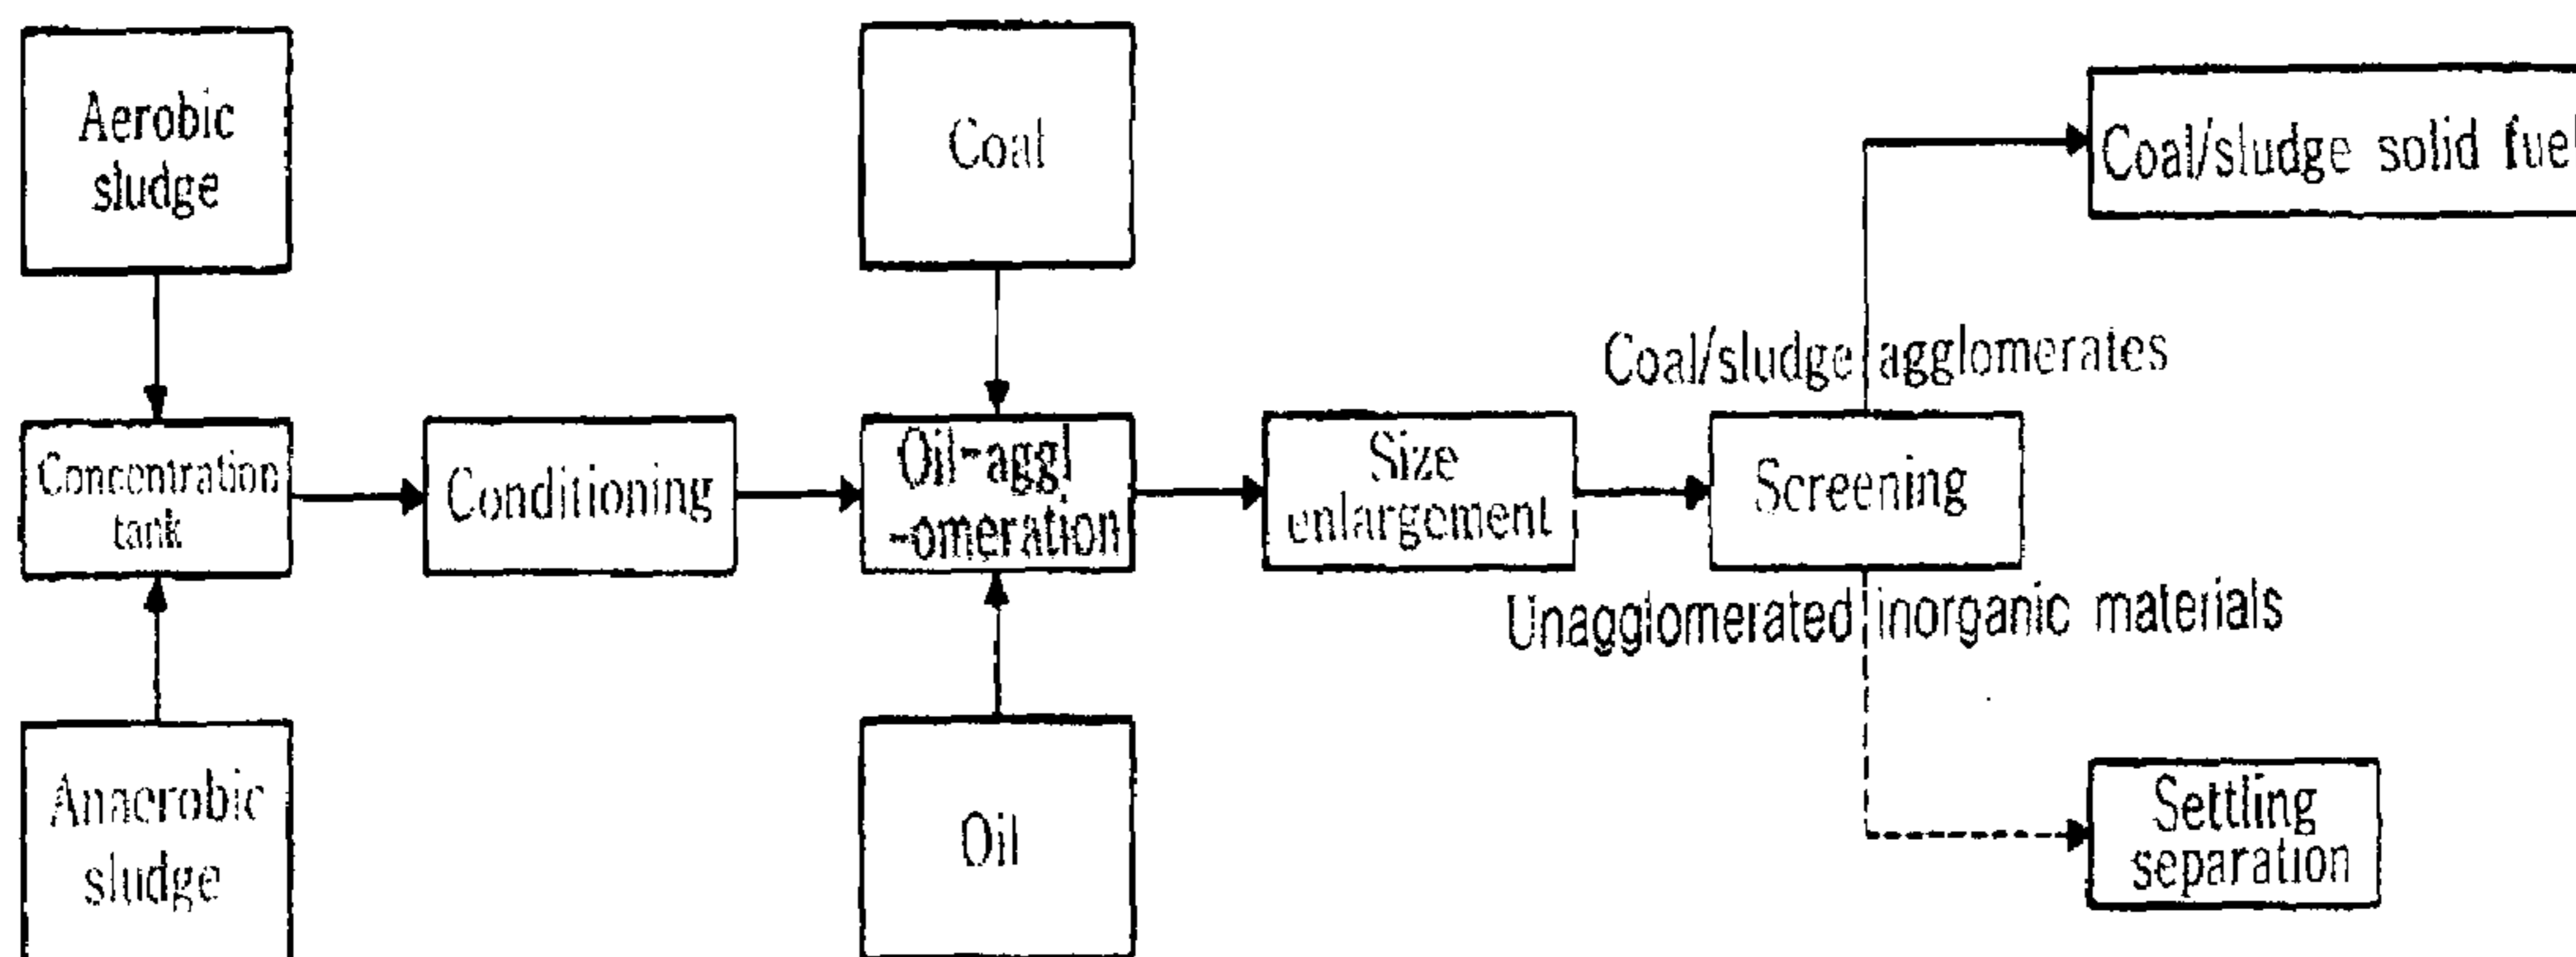 Aerobic
sludge
Coal
Coal/sludge solid fuel
Coal/sludge agglomerates
Concentration
tank
Conditioning
Oil-aggl
-omeration
Size
enlargement
Screening
Unagglomerated inorganic materials
Anaerobic
sludge
Oil
Settling
separation